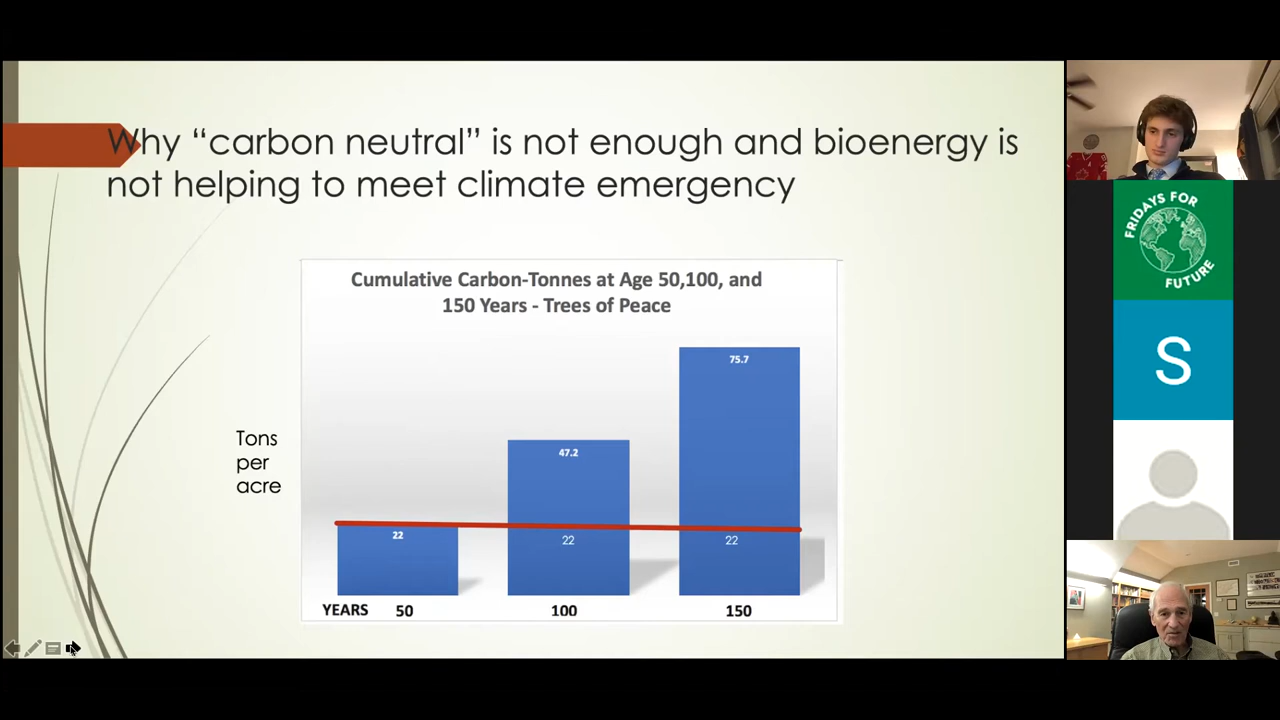 Why “carbon neutral” is not enough and bioenergy is
not helping to meet climate emergency
Cumulative Carbon-Tonnes at Age 50,100, and
150 Years - Trees of Peace
Tons
per
acre
75.7
47.2
22
22
22
YEARS 50 100 150
FRIDAYS FOR
FUTURE
S